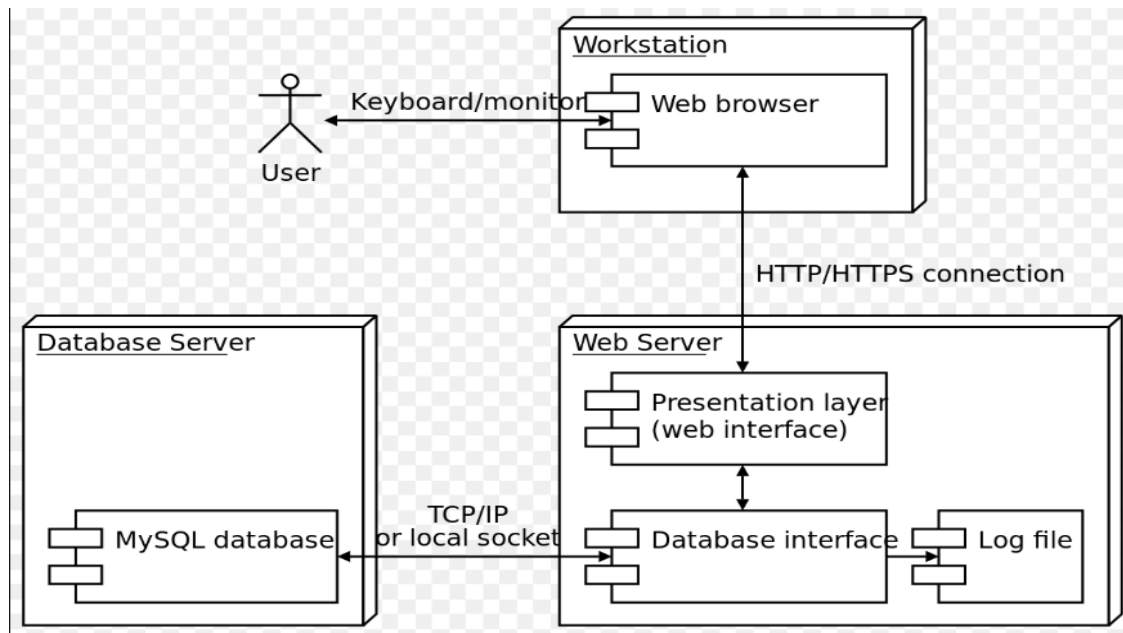 Workstation
Keyboard/monitor
Web browser
User
HTTP/HTTPS connection
Database Server
Web Server
Presentation layer
(web interface)
TCP/IP
or local socket
MySQL database
Database interface
Log file